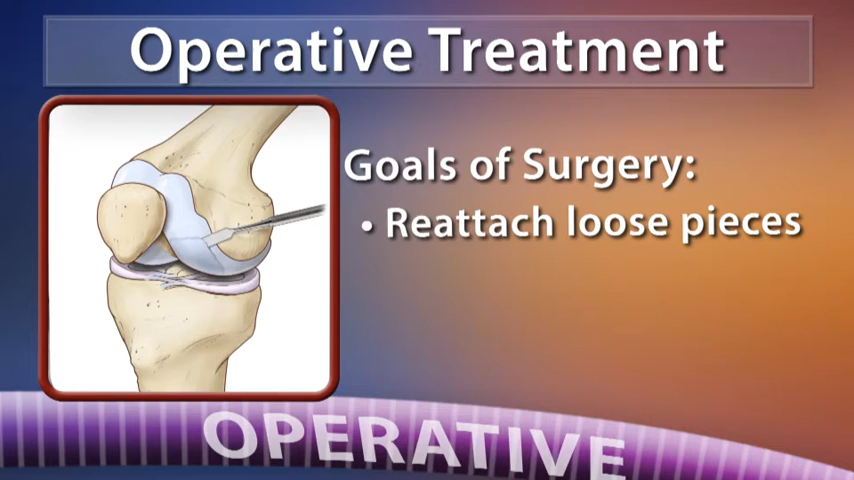 Operative Treatment
Goals of Surgery:
• Reattach loose pieces
OPERATIVE